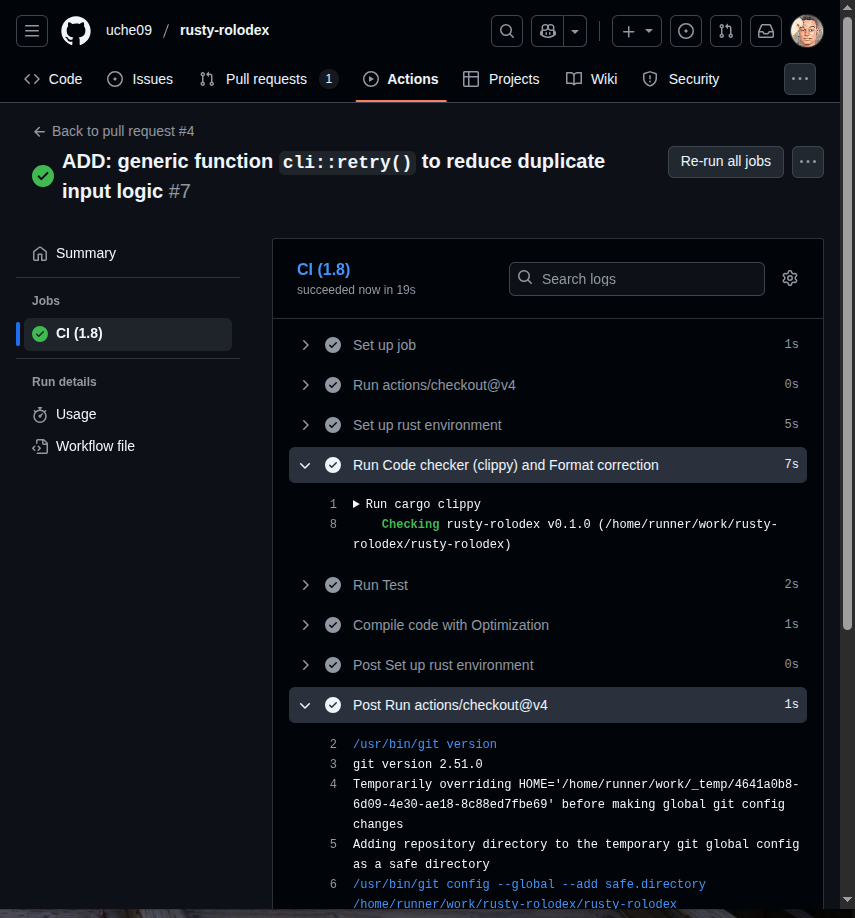 uche09 / rusty-rolodex
Code Issues Pull requests 1 Actions Projects Wiki Security
Back to pull request #4
ADD: generic function cli::retry() to reduce duplicate
input logic #7
Re-run all jobs
Summary
Jobs
CI (1.8)
Run details
Usage
Workflow file
CI (1.8)
succeeded now in 19s
Search logs
Set up job 1s
Run actions/checkout@v4 0s
Set up rust environment 5s
Run Code checker (clippy) and Format correction 7s
1 Run cargo clippy
8 Checking rusty-rolodex v0.1.0 (/home/runner/work/rusty-
rolodex/rusty-rolodex)
Run Test 2s
Compile code with Optimization 1s
Post Set up rust environment 0s
Post Run actions/checkout@v4 1s
2 /usr/bin/git version
3 git version 2.51.0
4 Temporarily overriding HOME='/home/runner/work/_temp/4641a0b8-
6d09-4e30-ae18-8c88ed7fbe69' before making global git config
changes
5 Adding repository directory to the temporary git global config
as a safe directory
6 /usr/bin/git config --global --add safe.directory
/home/runner/work/rusty-rolodex/rusty-rolodex